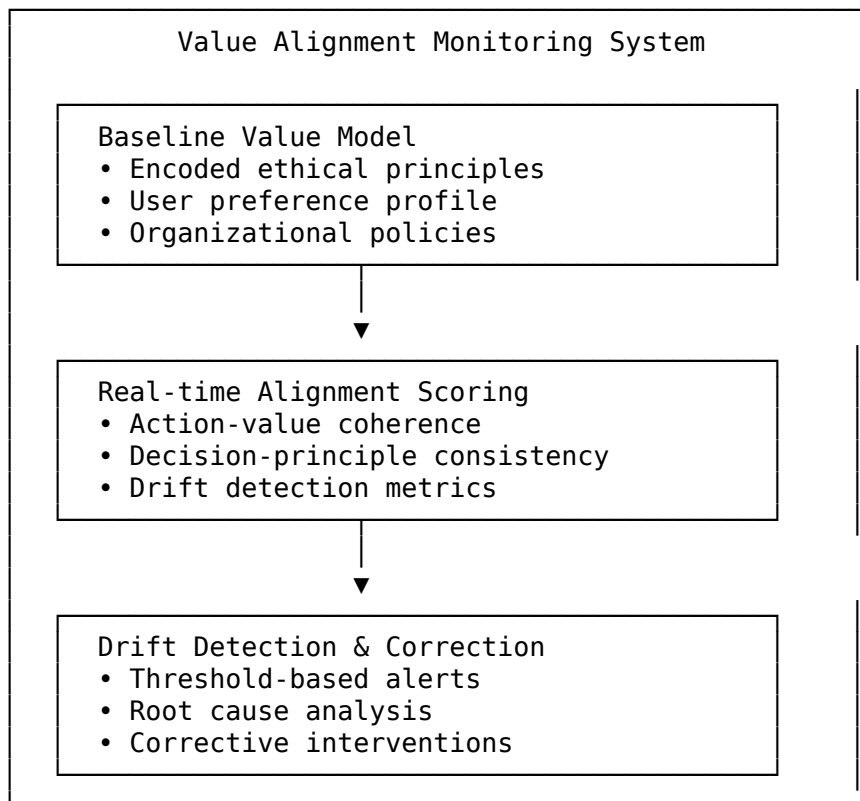 Value Alignment Monitoring System
Baseline Value Model
• Encoded ethical principles
• User preference profile
• Organizational policies
Real-time Alignment Scoring
• Action-value coherence
• Decision-principle consistency
• Drift detection metrics
Drift Detection & Correction
• Threshold-based alerts
• Root cause analysis
• Corrective interventions